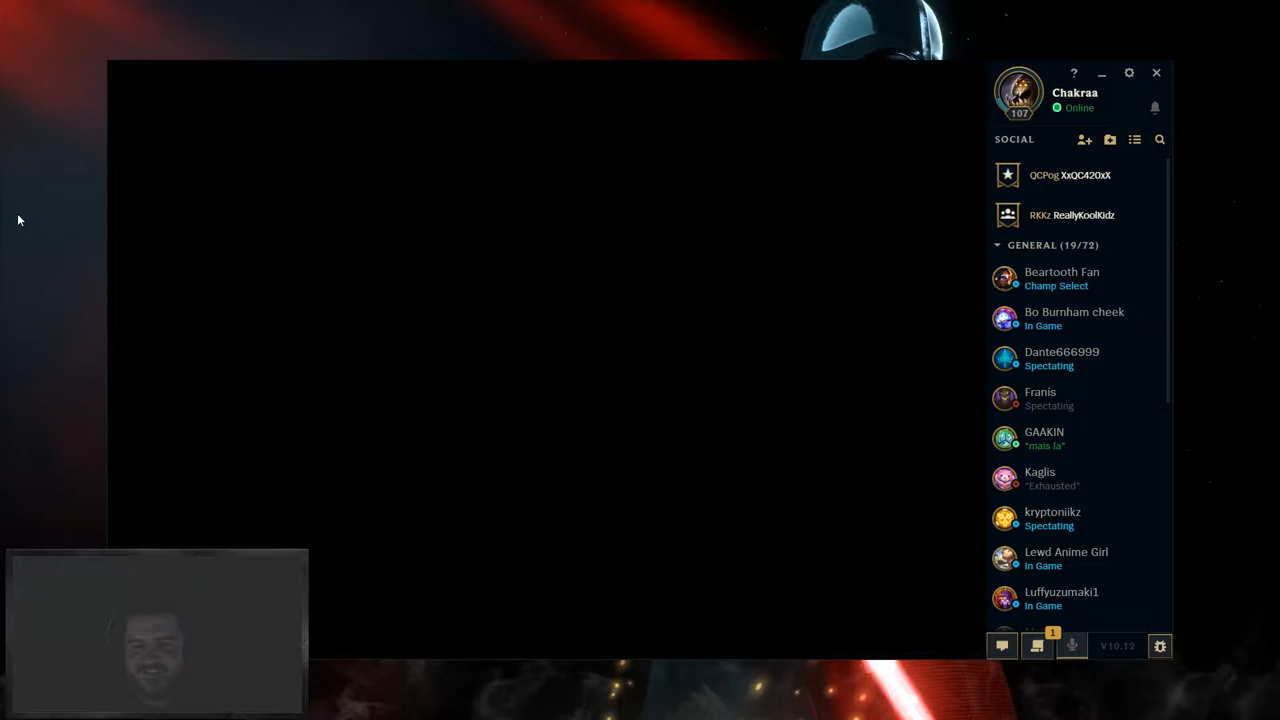 ?
Chakraa
107
Online
SOCIAL
QCPog XxQC420xX
RKKz ReallyKoolKidz
GENERAL (19/72)
Beartooth Fan
Champ Select
Bo Burnham cheek
In Game
Dante666999
Spectating
Franis
Spectating
GAAKIN
"mais la"
Kaglis
"Exhausted"
kryptoniikz
Spectating
Lewd Anime Girl
In Game
Luffyuzumaki1
In Game
1
V10.12